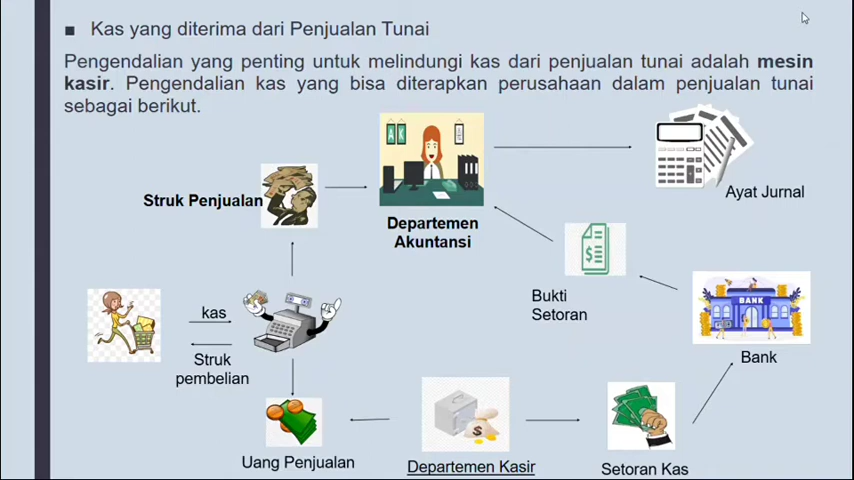 Kas yang diterima dari Penjualan Tunai
Pengendalian yang penting untuk melindungi kas dari penjualan tunai adalah mesin
kasir. Pengendalian kas yang bisa diterapkan perusahaan dalam penjualan tunai
sebagai berikut.
Struk Penjualan
Departemen
Akuntansi
Ayat Jurnal
Bukti
Setoran
kas
Struk
pembelian
BANK
Bank
Uang Penjualan
Departemen Kasir
Setoran Kas